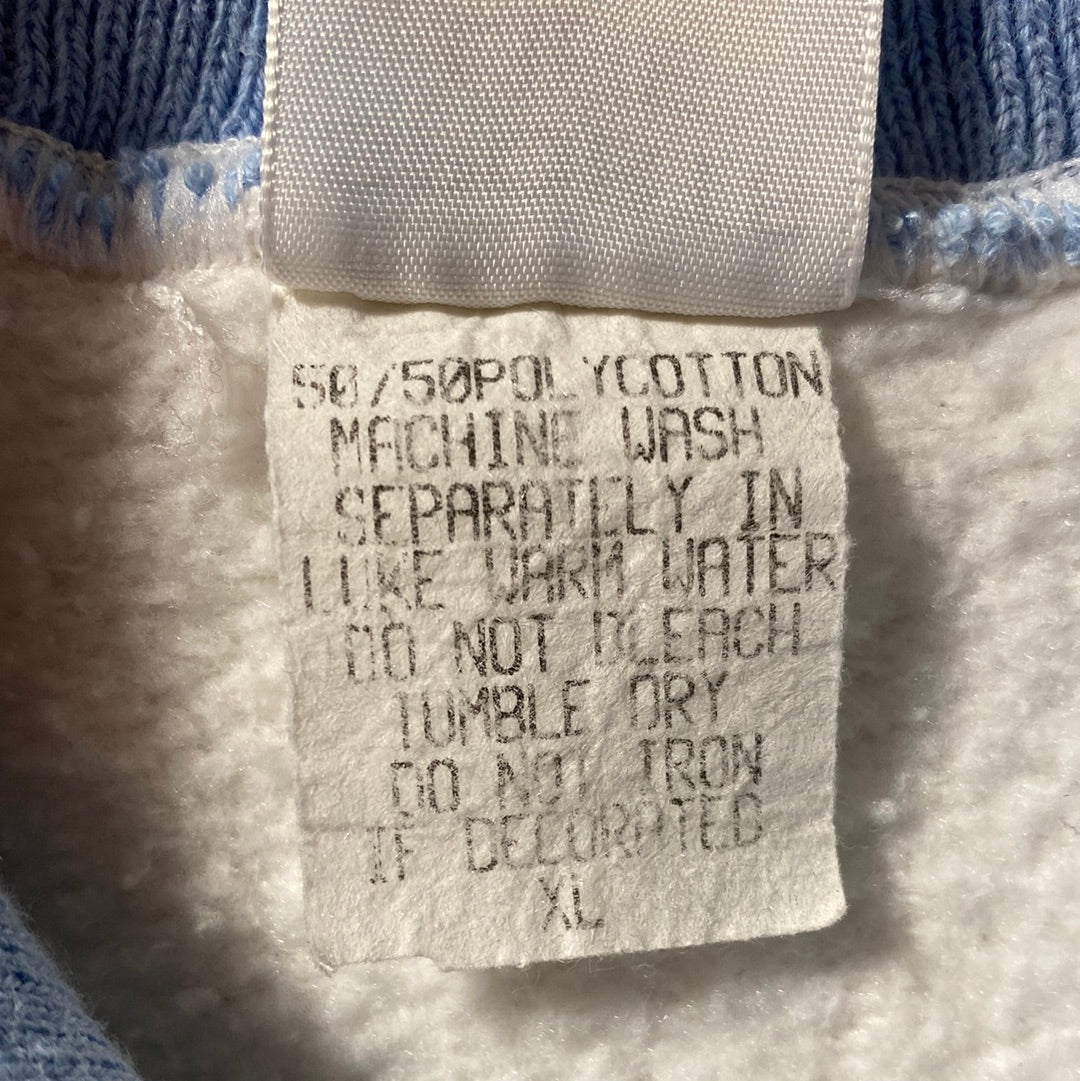 50/50POLYCOTTON
MACHINE WASH
SEPARATELY IN
LUKE WARM WATER
DO NOT BLEACH
TUMBLE DRY
DO NOT IRON
IF DECORATED
XL